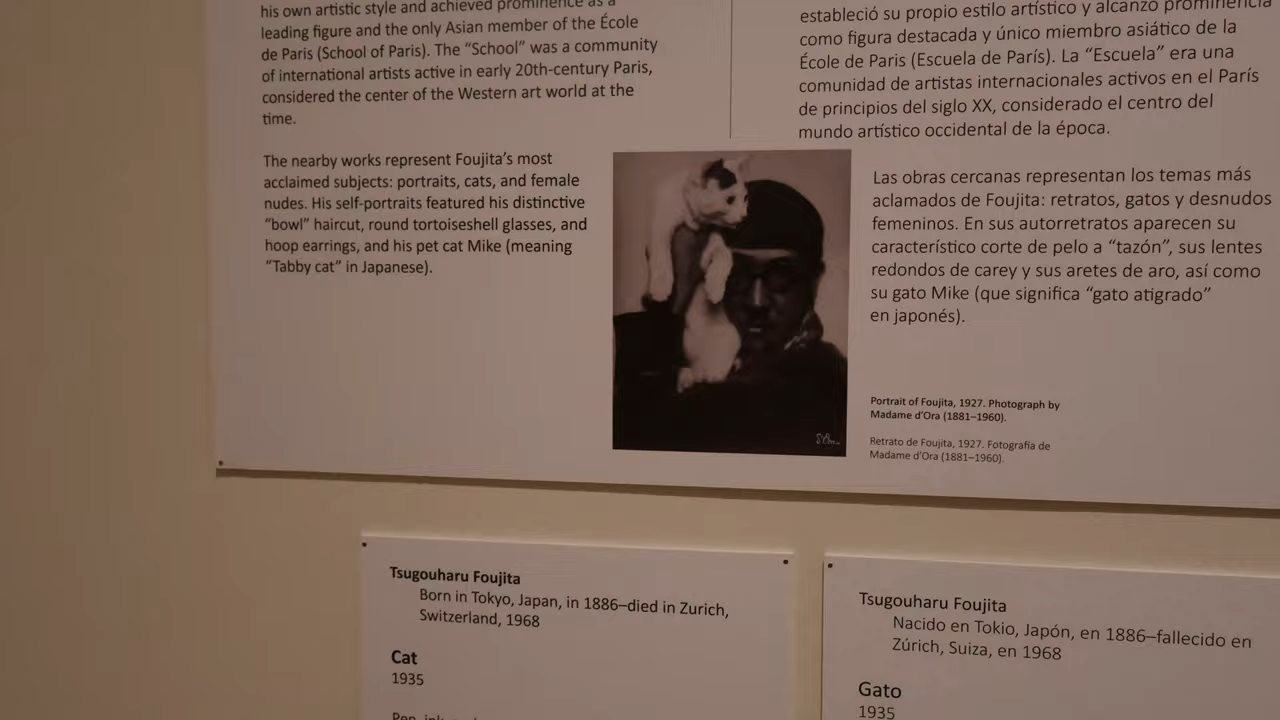 his own artistic style and achieved prominence as a
leading figure and the only Asian member of the École
de Paris (School of Paris). The “School” was a community
of international artists active in early 20th-century Paris,
considered the center of the Western art world at the
time.
The nearby works represent Foujita’s most
acclaimed subjects: portraits, cats, and female
nudes. His self-portraits featured his distinctive
“bowl” haircut, round tortoiseshell glasses, and
hoop earrings, and his pet cat Mike (meaning
“Tabby cat” in Japanese).
estableció su propio estilo artístico y alcanzó prominencia
como figura destacada y único miembro asiático de la
École de Paris (Escuela de París). La “Escuela” era una
comunidad de artistas internacionales activos en el París
de principios del siglo XX, considerado el centro del
mundo artístico occidental de la época.
Las obras cercanas representan los temas más
aclamados de Foujita: retratos, gatos y desnudos
femeninos. En sus autorretratos aparecen su
característico corte de pelo a “tazón”, sus lentes
redondos de carey y sus aretes de aro, así como
su gato Mike (que significa “gato atigrado”
en japonés).
Portrait of Foujita, 1927. Photograph by
Madame d’Ora (1881–1960).
Retrato de Foujita, 1927. Fotografía de
Madame d’Ora (1881–1960).
Tsugouharu Foujita
Born in Tokyo, Japan, in 1886–died in Zurich,
Switzerland, 1968
Cat
1935
Tsugouharu Foujita
Nacido en Tokio, Japón, en 1886–fallecido en
Zúrich, Suiza, en 1968
Gato
1935